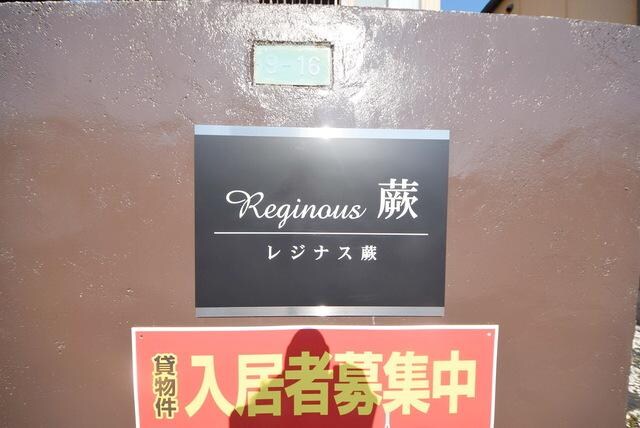 9-16
Reginous 蕨
レジナス蕨
貸物件
入居者募集中